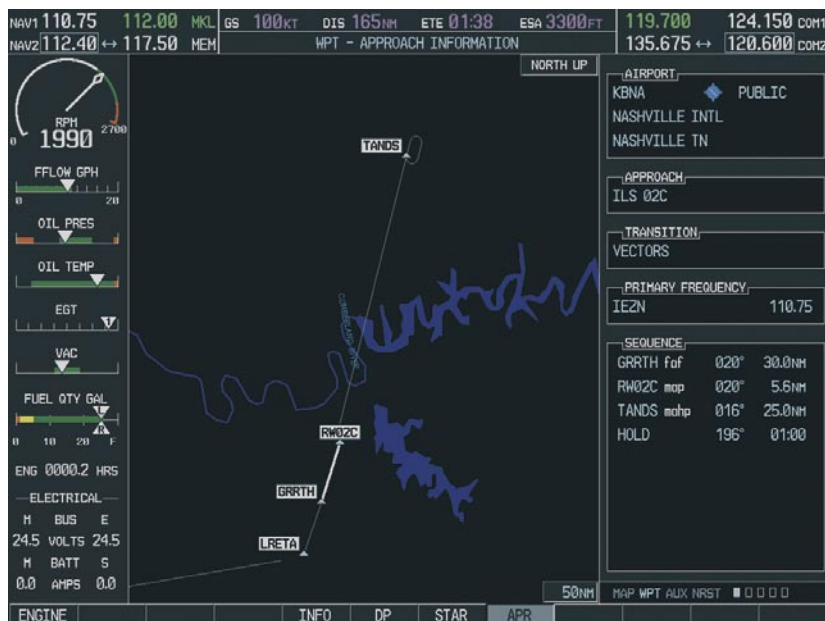 NAV1 110.75 112.00 MKL
NAV2 112.40 ↔ 117.50 MEM
GS 100KT DIS 165NM ETE 01:38 ESA 3300FT
WPT - APPROACH INFORMATION
119.700 124.150 COM1
135.675 ↔ 120.600 COM2
RPM
1990
0 2700
FFLOW GPH
0 20
OIL PRES
OIL TEMP
EGT
1
VAC
FUEL QTY GAL
L
R
0 10 20 F
ENG 0000.2 HRS
ELECTRICAL
M BUS E
24.5 VOLTS 24.5
M BATT S
0.0 AMPS 0.0
NORTH UP
TANDS
RW02C
GRRTH
LRETA
50NM
AIRPORT
KBNA PUBLIC
NASHVILLE INTL
NASHVILLE TN
APPROACH
ILS 02C
TRANSITION
VECTORS
PRIMARY FREQUENCY
IEZN 110.75
SEQUENCE
GRRTH faf 020° 30.0NM
RW02C map 020° 5.6NM
TANDS mahp 016° 25.0NM
HOLD 196° 01:00
MAP WPT AUX NRST
ENGINE INFO DP STAR APR